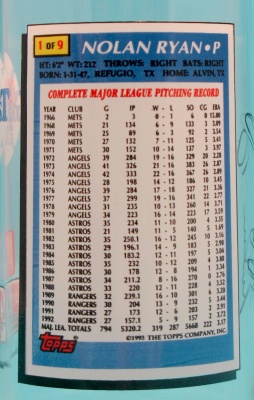 1 OF 9 NOLAN RYAN • P
HT: 6'2" WT: 212 THROWS: RIGHT BATS: RIGHT
BORN: 1-31-47, REFUGIO, TX HOME: ALVIN, TX
COMPLETE MAJOR LEAGUE PITCHING RECORD
YEAR CLUB G IP W - L SO CG ERA
1966 METS 2 3 0 - 1 6 0 15.00
1968 METS 21 134 6 - 9 133 3 3.09
1969 METS 25 89 6 - 3 92 2 3.54
1970 METS 27 132 7 - 11 125 5
1971 METS 30 152 10 - 14 137 3 3.97
1972 ANGELS 39 284 19 - 16 329 20 2.28
1973 ANGELS 41 326 21 - 16 383 26 2.87
1974 ANGELS 42 333 22 - 16 367 26 2.89
1975 ANGELS 28 198 14 - 12 186 10 3.45
1976 ANGELS 39 284 17 - 18 327 21 3.36
1977 ANGELS 37 299 19 - 16 341 22 2.77
1978 ANGELS 31 235 10 - 13 260 14 3.71
1979 ANGELS 34 223 16 - 14 223 17 3.59
1980 ASTROS 35 234 11 - 10 200 4 3.35
1981 ASTROS 21 149 11 - 5 140 5 1.69
1982 ASTROS 35 250.1 16 - 12 245 10 3.16
1983 ASTROS 29 196.1 14 - 9 183 5 2.98
1984 ASTROS 30 183.2 12 - 11 197 5 3.04
1985 ASTROS 35 232 10 - 12 209 4 3.80
1986 ASTROS 30 178 12 - 8 194 1 3.34
1987 ASTROS 34 211.2 8 - 16 270 0 2.76
1988 ASTROS 33 220 12 - 11 228 4 3.52
1989 RANGERS 32 239.1 16 - 10 301 6 3.20
1990 RANGERS 30 204 13 - 9 232 5 3.44
1991 RANGERS 27 173 12 - 6 203 2 2.91
1992 RANGERS 27 157.1 5 - 9 157 2 3.72
MAJ. LEA. TOTALS 794 5320.2 319 287 5668 222 3.17
TOPPS ©1993 THE TOPPS COMPANY, INC.